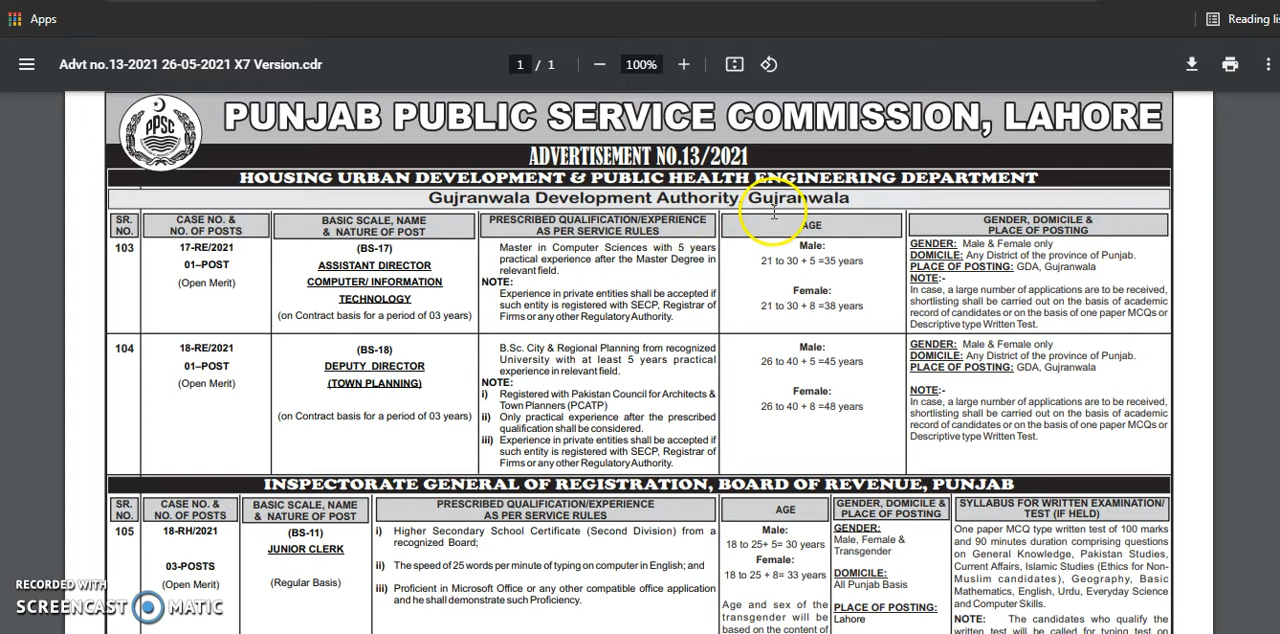 Apps
Reading lis
Advt no.13-2021 26-05-2021 X7 Version.cdr
1 / 1
100%
PPSC
PUNJAB PUBLIC SERVICE COMMISSION, LAHORE
ADVERTISEMENT NO.13/2021
HOUSING URBAN DEVELOPMENT & PUBLIC HEALTH ENGINEERING DEPARTMENT
Gujranwala Development Authority, Gujranwala
SR. NO.
CASE NO. & NO. OF POSTS
BASIC SCALE, NAME & NATURE OF POST
PRESCRIBED QUALIFICATION/EXPERIENCE AS PER SERVICE RULES
AGE
GENDER, DOMICILE & PLACE OF POSTING
103
17-RE/2021
01–POST
(Open Merit)
(BS-17)
ASSISTANT DIRECTOR
COMPUTER/ INFORMATION
TECHNOLOGY
(on Contract basis for a period of 03 years)
Master in Computer Sciences with 5 years
practical experience after the Master Degree in
relevant field.
NOTE:
Experience in private entities shall be accepted if
such entity is registered with SECP, Registrar of
Firms or any other Regulatory Authority.
Male:
21 to 30 + 5 =35 years
Female:
21 to 30 + 8 =38 years
GENDER: Male & Female only
DOMICILE: Any District of the province of Punjab.
PLACE OF POSTING: GDA, Gujranwala
NOTE:-
In case, a large number of applications are to be received,
shortlisting shall be carried out on the basis of academic
record of candidates or on the basis of one paper MCQs or
Descriptive type Written Test.
104
18-RE/2021
01–POST
(Open Merit)
(BS-18)
DEPUTY DIRECTOR
(TOWN PLANNING)
(on Contract basis for a period of 03 years)
B.Sc. City & Regional Planning from recognized
University with at least 5 years practical
experience in relevant field.
NOTE:
i) Registered with Pakistan Council for Architects &
Town Planners (PCATP)
ii) Only practical experience after the prescribed
qualification shall be considered.
iii) Experience in private entities shall be accepted if
such entity is registered with SECP, Registrar of
Firms or any other Regulatory Authority.
Male:
26 to 40 + 5 =45 years
Female:
26 to 40 + 8 =48 years
GENDER: Male & Female only
DOMICILE: Any District of the province of Punjab.
PLACE OF POSTING: GDA, Gujranwala
NOTE:-
In case, a large number of applications are to be received,
shortlisting shall be carried out on the basis of academic
record of candidates or on the basis of one paper MCQs or
Descriptive type Written Test.
INSPECTORATE GENERAL OF REGISTRATION, BOARD OF REVENUE, PUNJAB
SR. NO.
CASE NO. & NO. OF POSTS
BASIC SCALE, NAME & NATURE OF POST
PRESCRIBED QUALIFICATION/EXPERIENCE AS PER SERVICE RULES
AGE
GENDER, DOMICILE & PLACE OF POSTING
SYLLABUS FOR WRITTEN EXAMINATION/ TEST (IF HELD)
105
18-RH/2021
03-POSTS
(Open Merit)
(BS-11)
JUNIOR CLERK
(Regular Basis)
i) Higher Secondary School Certificate (Second Division) from a
recognized Board;
ii) The speed of 25 words per minute of typing on computer in English; and
iii) Proficient in Microsoft Office or any other compatible office application
and he shall demonstrate such Proficiency.
Male:
18 to 25+ 5= 30 years
Female:
18 to 25 + 8= 33 years
Age and sex of the
transgender will be
based on the content of
GENDER:
Male, Female &
Transgender
DOMICILE:
All Punjab Basis
PLACE OF POSTING:
Lahore
One paper MCQ type written test of 100 marks
and 90 minutes duration comprising questions
on General Knowledge, Pakistan Studies,
Current Affairs, Islamic Studies (Ethics for Non-
Muslim candidates), Geography, Basic
Mathematics, English, Urdu, Everyday Science
and Computer Skills.
NOTE: The candidates who qualify the
written test will be called for typing test on
RECORDED WITH
SCREENCAST MATIC